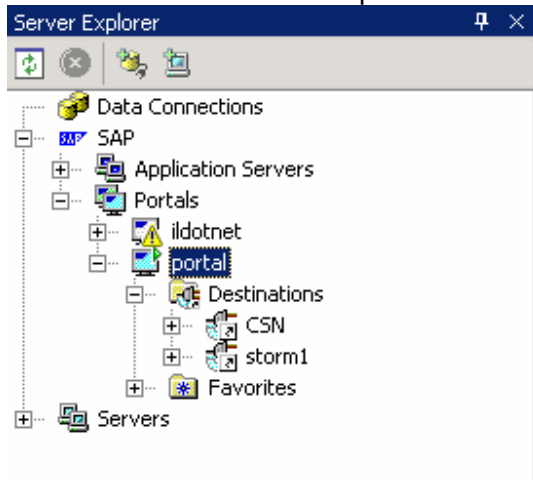 Server Explorer
Data Connections
SAP SAP
Application Servers
Portals
ildotnet
portal
Destinations
CSN
storm1
Favorites
Servers